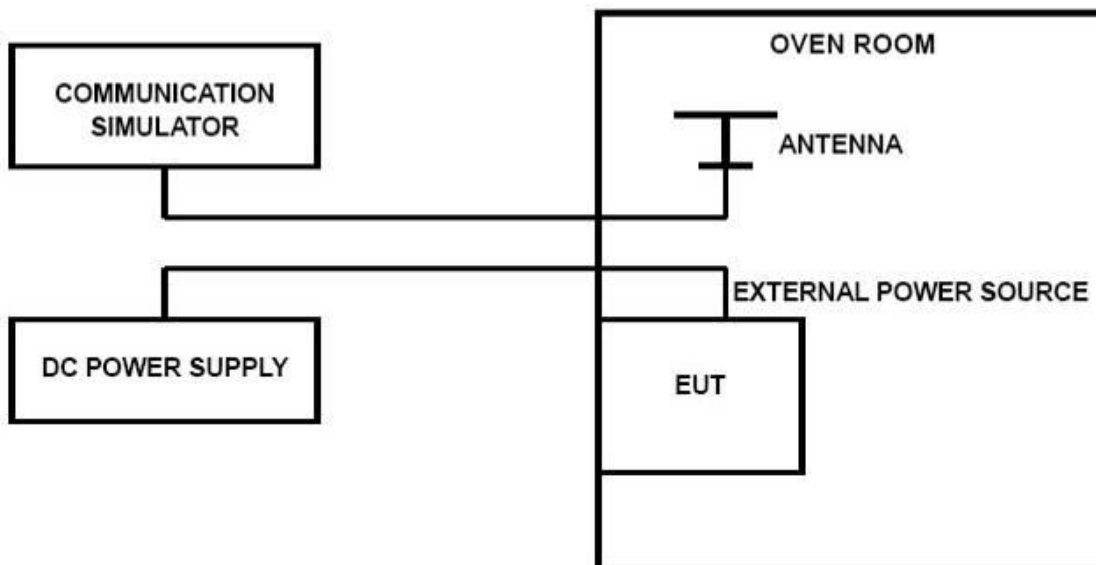 OVEN ROOM
COMMUNICATION
SIMULATOR
ANTENNA
EXTERNAL POWER SOURCE
DC POWER SUPPLY
EUT